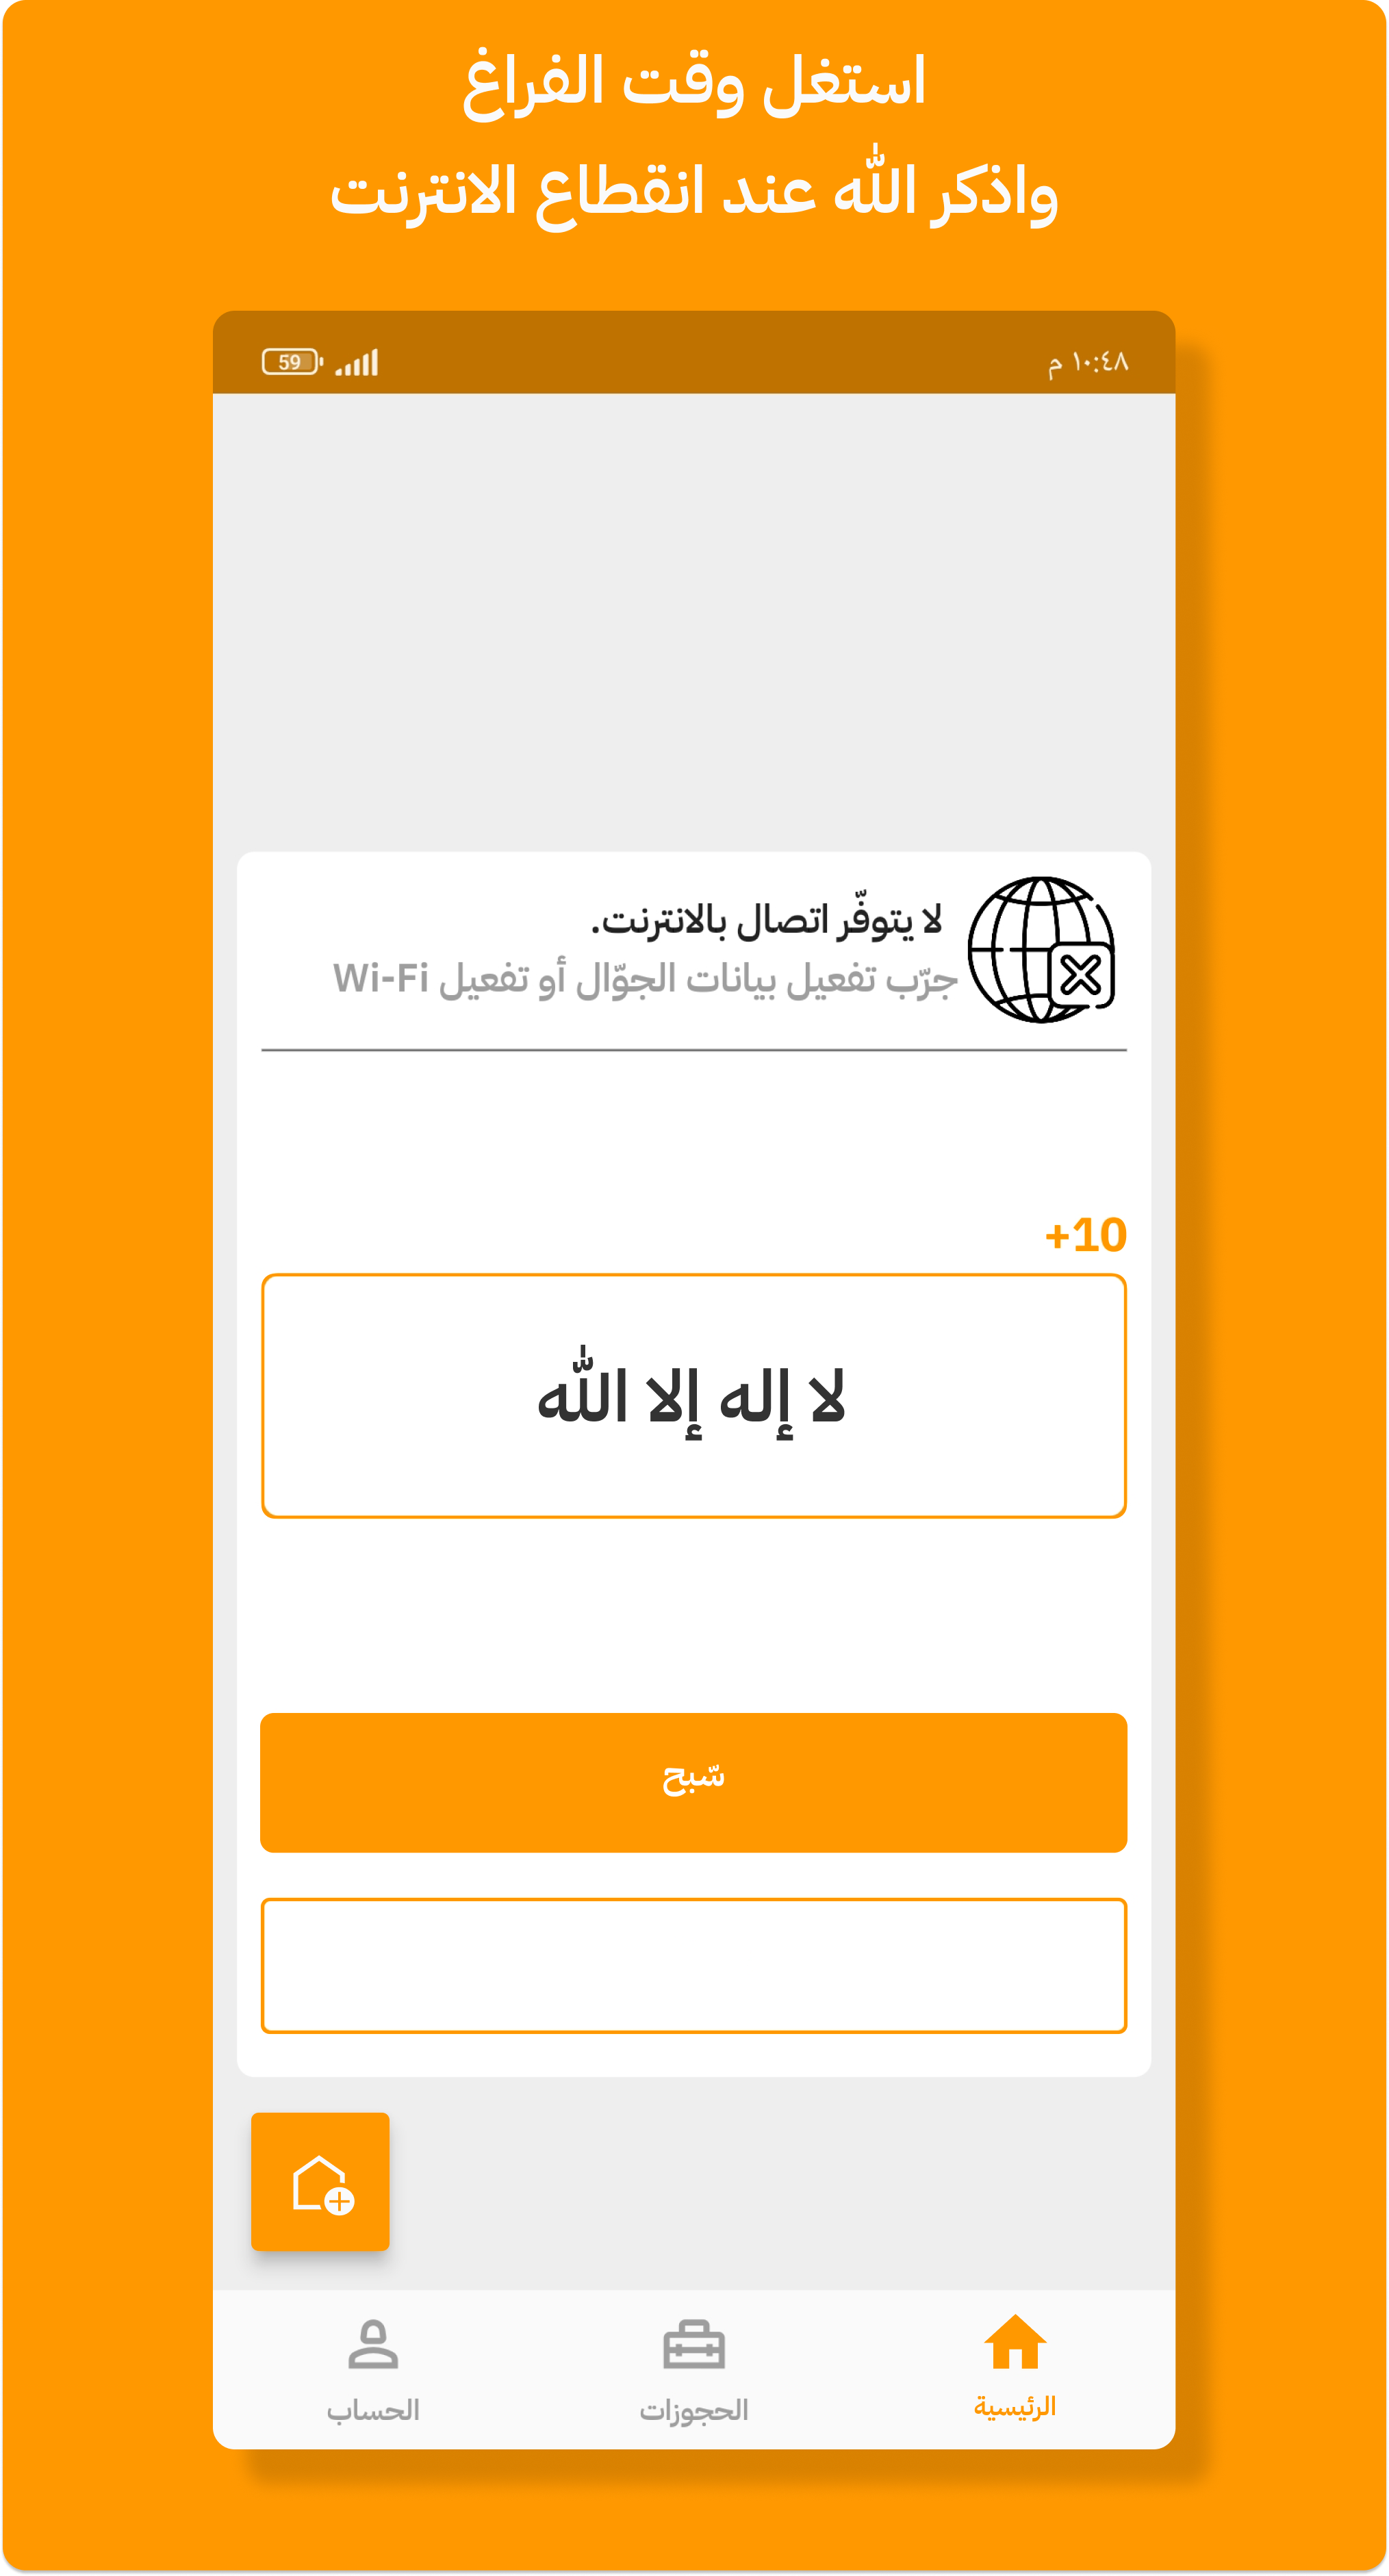 استغل وقت الفراغ
واذكر الله عند انقطاع الانترنت
١٠:٤٨ م
59
لا يتوفّر اتصال بالانترنت.
جرّب تفعيل بيانات الجوّال أو تفعيل Wi-Fi
+10
لا إله إلا الله
سّبح
الرئيسية
الحجوزات
الحساب